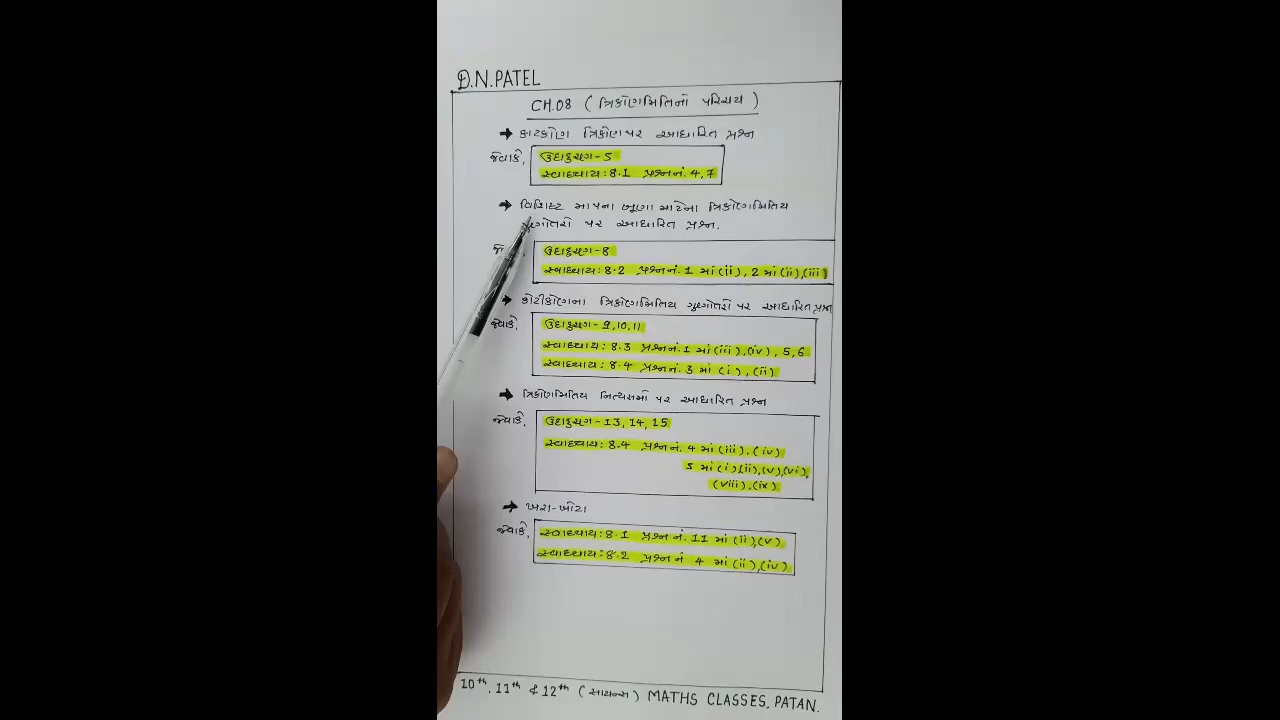 D.N.PATEL
CH.08 ( ત્રિકોણમિતિનો પરિચય )
→ કાટકોણ ત્રિકોણ પર આધારિત પ્રશ્ન
જેવાકે, ઉદાહરણ-5
સ્વાધ્યાય: 8.1 પ્રશ્ન નં. 4, 7
→ વિશિષ્ટ માપના ખૂણા માટેના ત્રિકોણમિતિય
ગુણોત્તરો પર આધારિત પ્રશ્ન.
ઉદાહરણ-8
સ્વાધ્યાય: 8.2 પ્રશ્ન નં. 1 માં (ii), 2 માં (ii),(iii)
→ કોટીકોણના ત્રિકોણમિતિય ગુણોતરો પર આધારિત પ્રશ્ન
જેવાકે, ઉદાહરણ-9,10,11
સ્વાધ્યાય: 8.3 પ્રશ્ન નં. 1 માં (iii),(iv), 5,6
સ્વાધ્યાય: 8.4 પ્રશ્ન નં. 3 માં (i), (ii)
→ ત્રિકોણમિતિય નિત્યસમો પર આધારિત પ્રશ્ન
જેવાકે, ઉદાહરણ-13, 14, 15
સ્વાધ્યાય: 8.4 પ્રશ્ન નં. 4 માં (iii), (iv)
5 માં (i),(ii),(v),(vi),
(viii),(ix)
→ ખરા-ખોટા
જેવાકે, સ્વાધ્યાય: 8.1 પ્રશ્ન નં. 11 માં (ii),(v)
સ્વાધ્યાય: 8.2 પ્રશ્ન નં 4 માં (ii),(iv)
10th, 11th & 12th (સાયન્સ) MATHS CLASSES, PATAN.